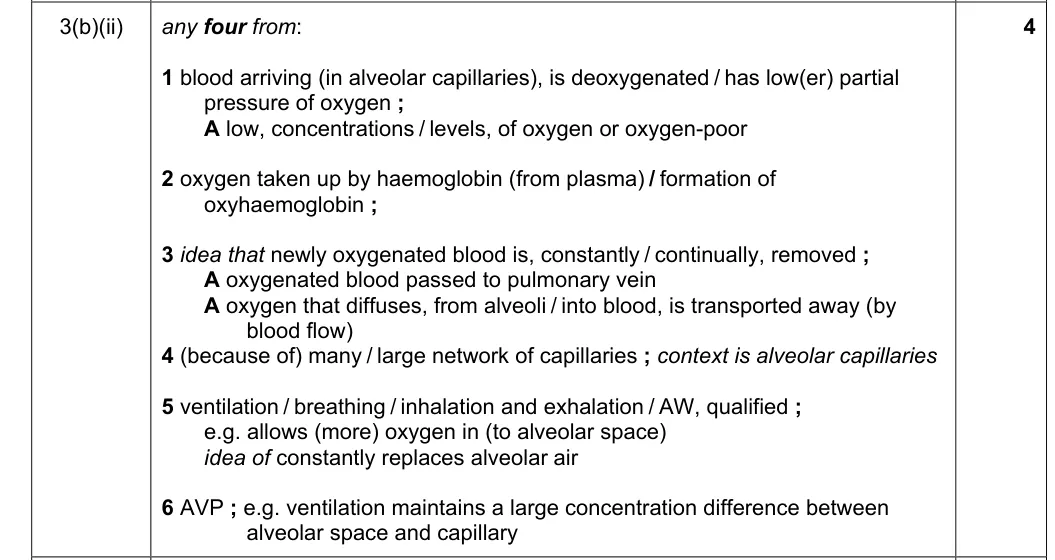 3(b)(ii) any four from: 4
1 blood arriving (in alveolar capillaries), is deoxygenated / has low(er) partial
pressure of oxygen ;
A low, concentrations / levels, of oxygen or oxygen-poor
2 oxygen taken up by haemoglobin (from plasma) / formation of
oxyhaemoglobin ;
3 idea that newly oxygenated blood is, constantly / continually, removed ;
A oxygenated blood passed to pulmonary vein
A oxygen that diffuses, from alveoli / into blood, is transported away (by
blood flow)
4 (because of) many / large network of capillaries ; context is alveolar capillaries
5 ventilation / breathing / inhalation and exhalation / AW, qualified ;
e.g. allows (more) oxygen in (to alveolar space)
idea of constantly replaces alveolar air
6 AVP ; e.g. ventilation maintains a large concentration difference between
alveolar space and capillary